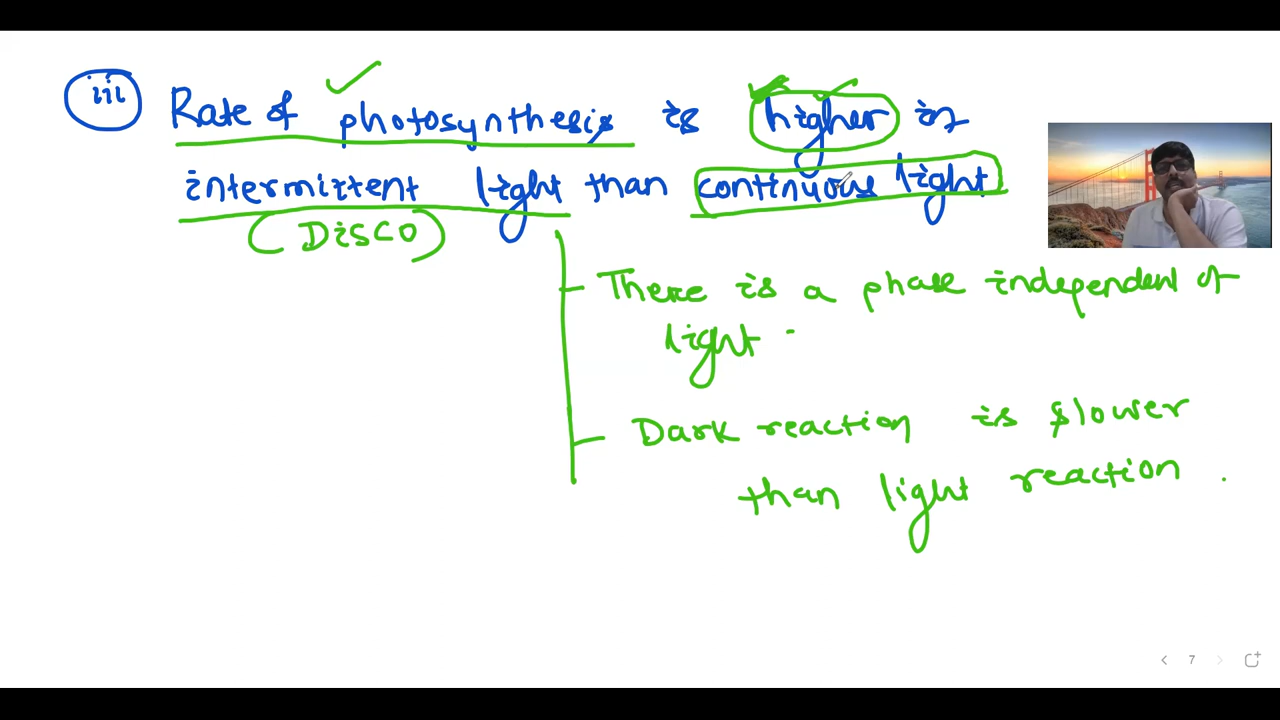 iii Rate of photosynthesis is higher in
intermittent light than continuous light.
(Disco)
There is a phase independent of
light.
Dark reaction is slower
than light reaction.
7